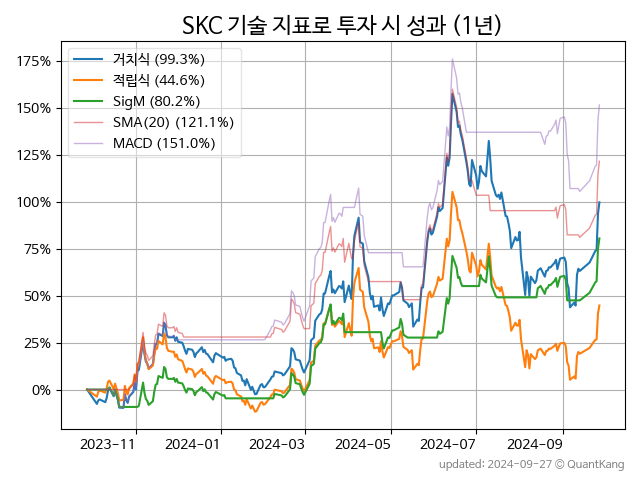 SKC 기술 지표로 투자 시 성과 (1년)
거치식 (99.3%)
적립식 (44.6%)
SigM (80.2%)
SMA(20) (121.1%)
MACD (151.0%)
175%
150%
125%
100%
75%
50%
25%
0%
2023-11 2024-01 2024-03 2024-05 2024-07 2024-09
updated: 2024-09-27 @ QuantKang